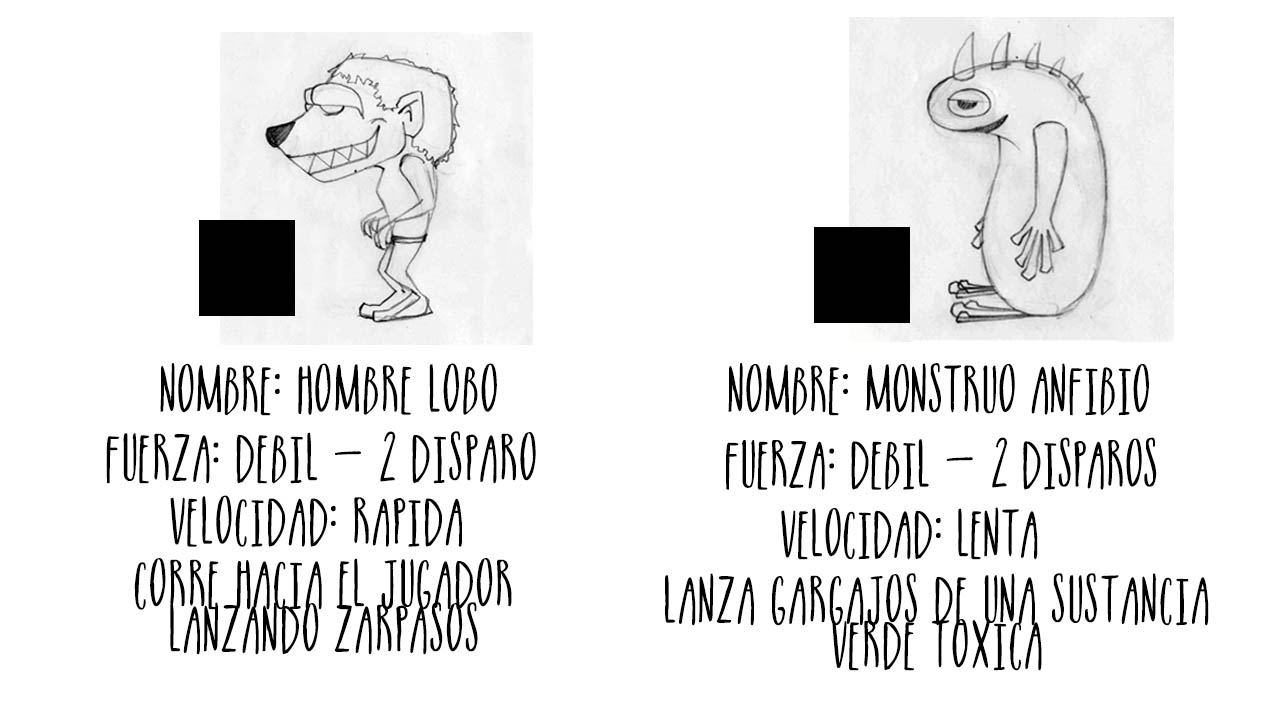 NOMBRE: HOMBRE LOBO
FUERZA: DEBIL – 2 DISPARO
VELOCIDAD: RAPIDA
CORRE HACIA EL JUGADOR
LANZANDO ZARPASOS
NOMBRE: MONSTRUO ANFIBIO
FUERZA: DEBIL – 2 DISPAROS
VELOCIDAD: LENTA
LANZA GARGAJOS DE UNA SUSTANCIA
VERDE TOXICA